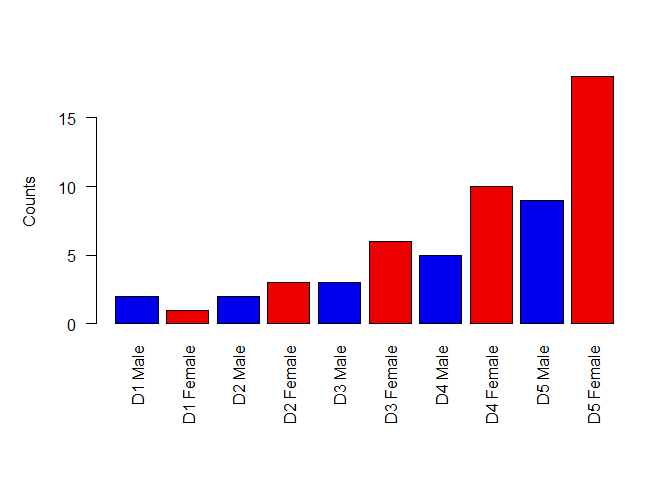 Counts
15
10
5
0
D1 Male
D1 Female
D2 Male
D2 Female
D3 Male
D3 Female
D4 Male
D4 Female
D5 Male
D5 Female